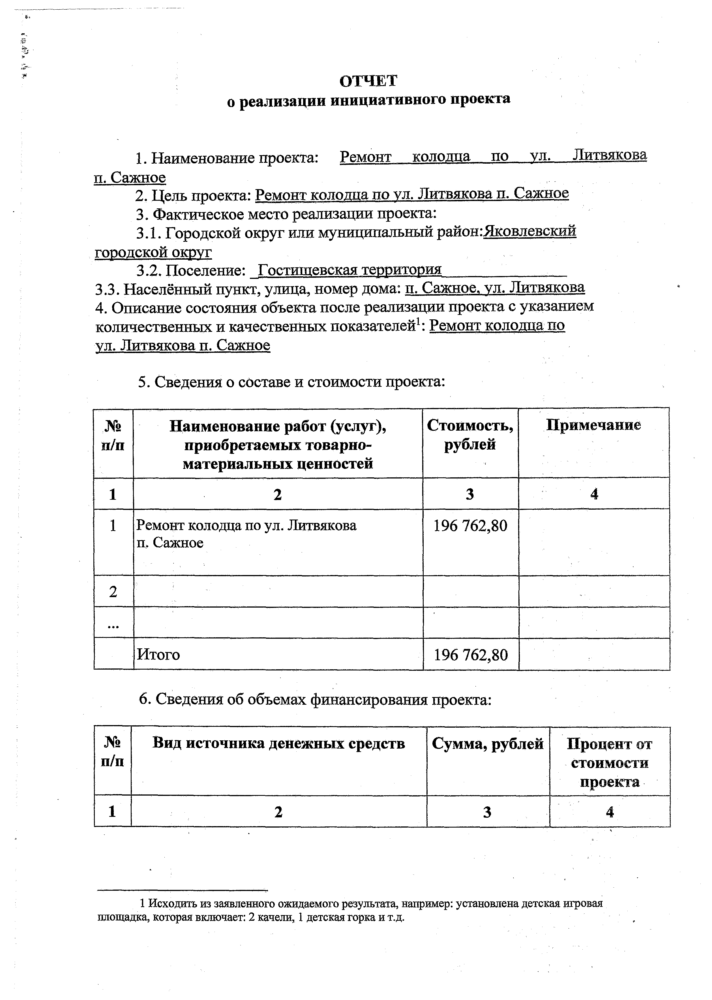 ОТЧЕТ
о реализации инициативного проекта
1. Наименование проекта: Ремонт колодца по ул. Литвякова
п. Сажное
2. Цель проекта: Ремонт колодца по ул. Литвякова п. Сажное
3. Фактическое место реализации проекта:
3.1. Городской округ или муниципальный район:Яковлевский
городской округ
3.2. Поселение: _Гостищевская территория
3.3. Населённый пункт, улица, номер дома: п. Сажное, ул. Литвякова
4. Описание состояния объекта после реализации проекта с указанием
количественных и качественных показателей¹: Ремонт колодца по
ул. Литвякова п. Сажное
5. Сведения о составе и стоимости проекта:
№ п/п Наименование работ (услуг), приобретаемых товарно-материальных ценностей Стоимость, рублей Примечание
1 2 3 4
1 Ремонт колодца по ул. Литвякова 196 762,80
п. Сажное
2
...
Итого 196 762,80
6. Сведения об объемах финансирования проекта:
№ п/п Вид источника денежных средств Сумма, рублей Процент от стоимости проекта
1 2 3 4
1 Исходить из заявленного ожидаемого результата, например: установлена детская игровая
площадка, которая включает: 2 качели, 1 детская горка и т.д.